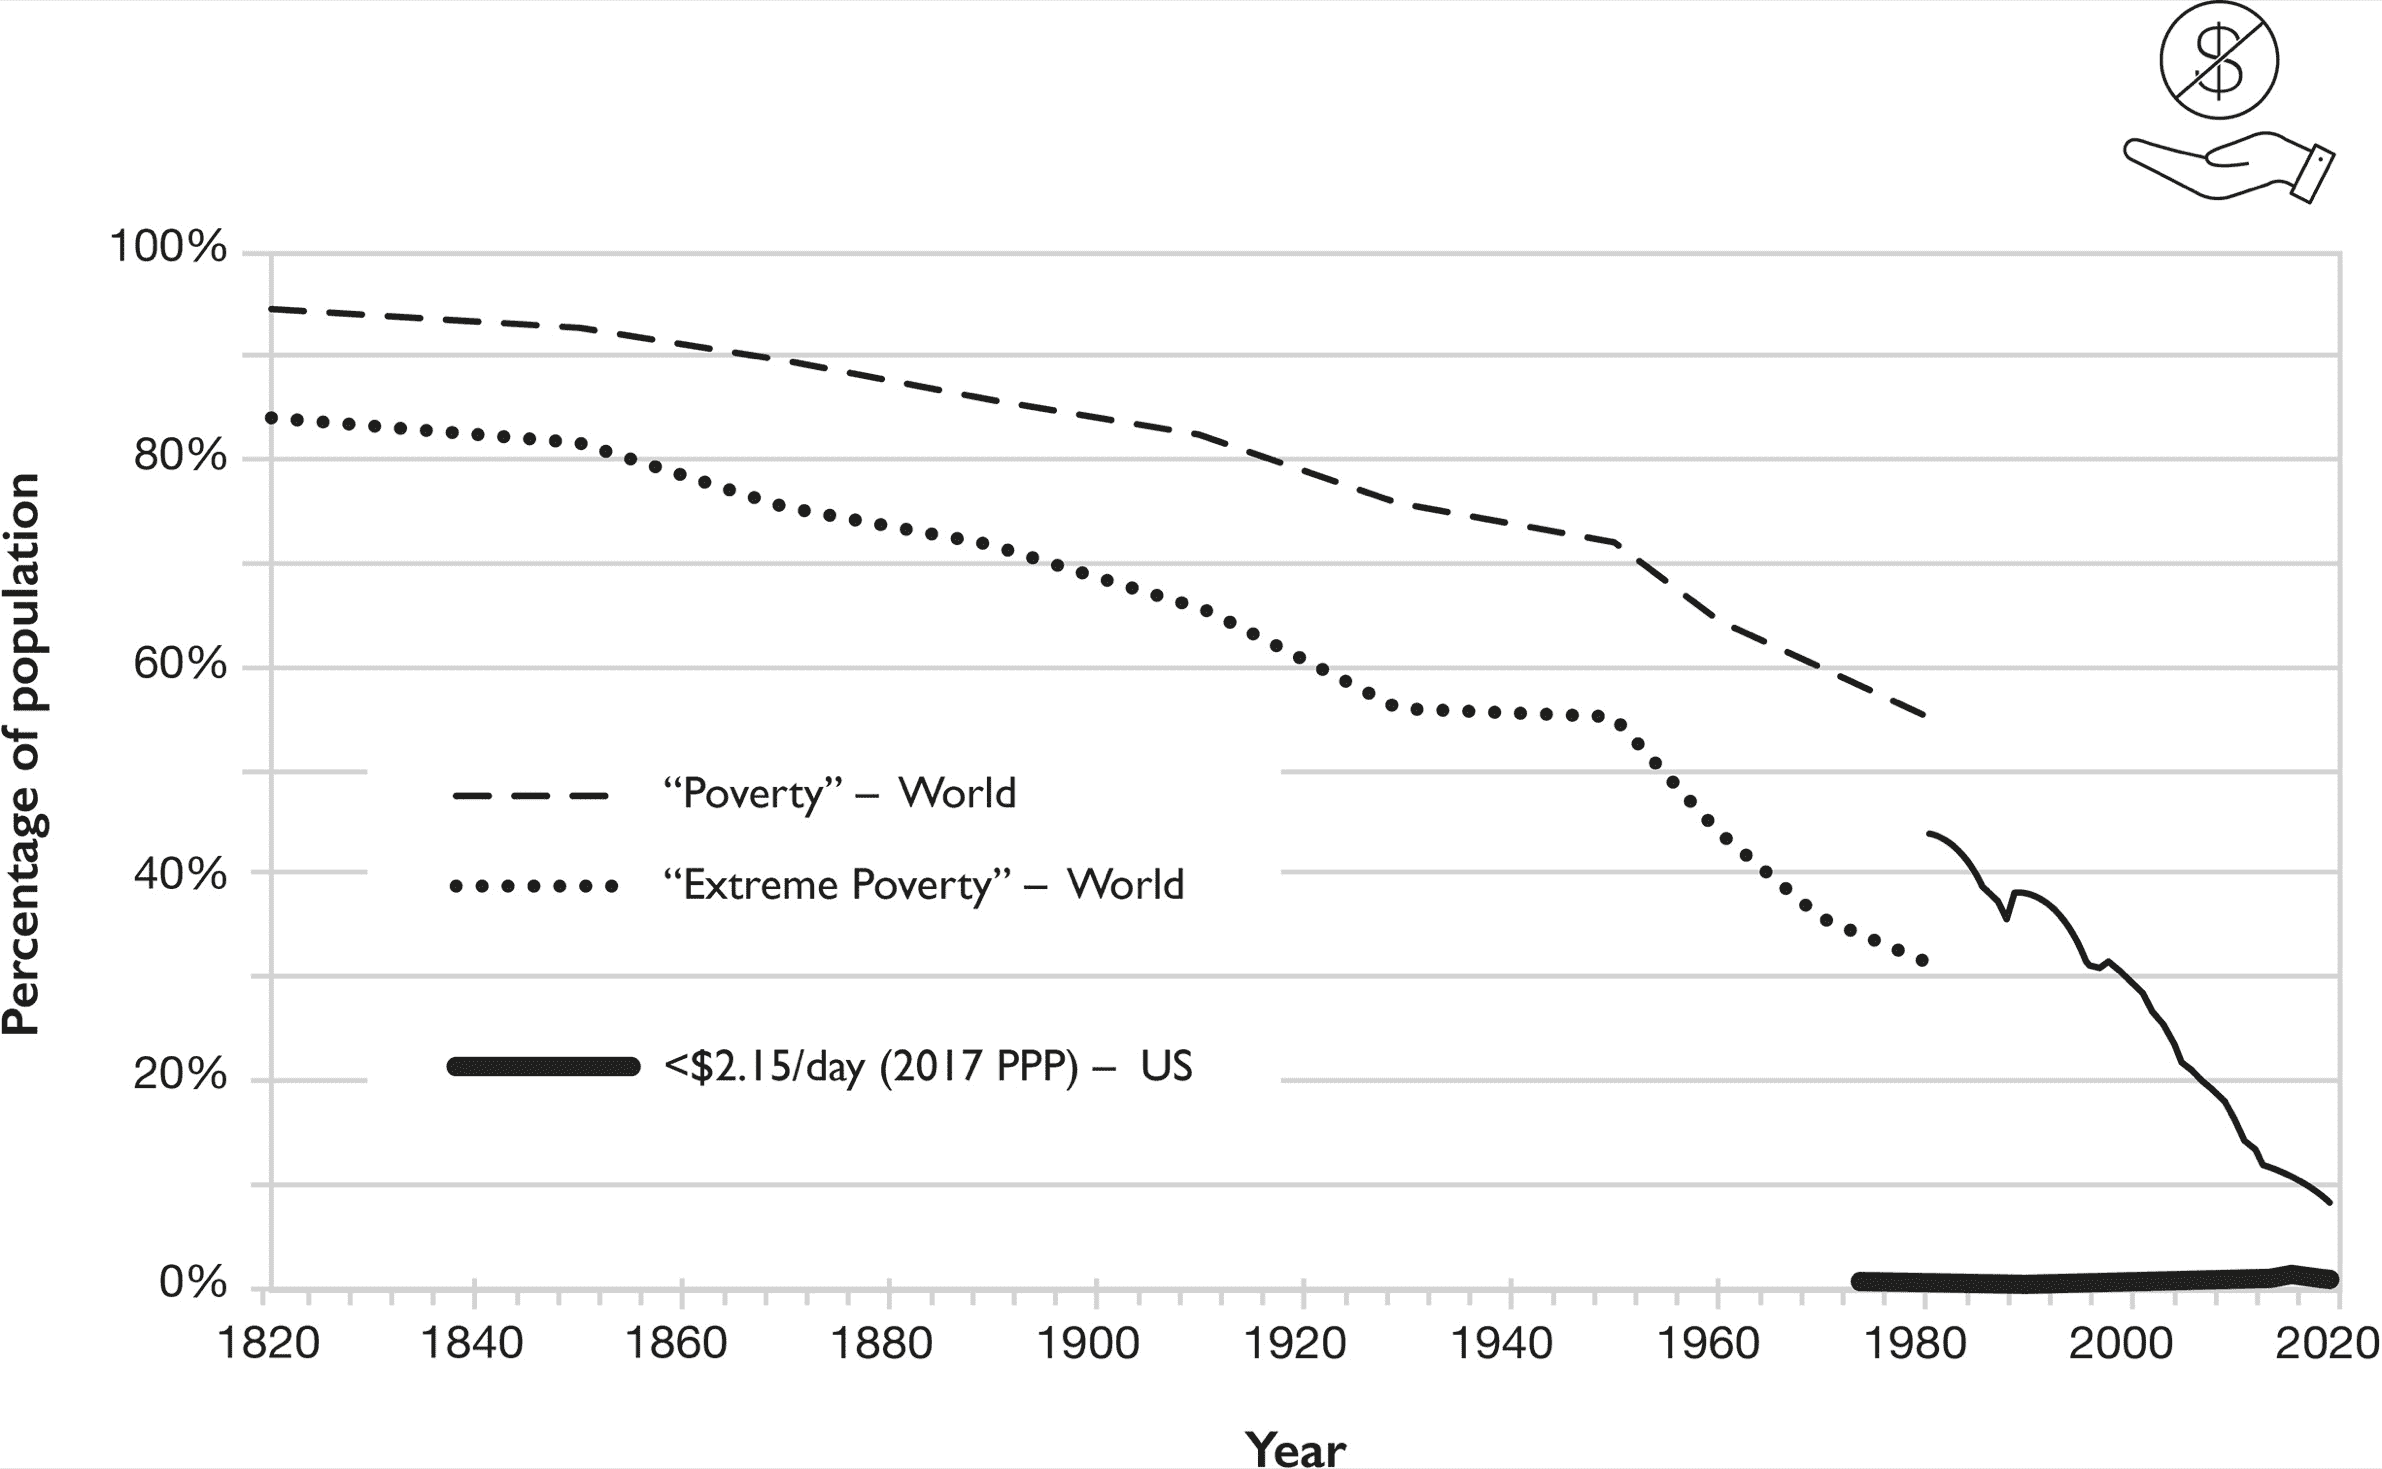 $
100%
80%
60%
40%
20%
0%
Percentage of population
“Poverty” – World
“Extreme Poverty” – World
<$2.15/day (2017 PPP) – US
1820 1840 1860 1880 1900 1920 1940 1960 1980 2000 2020
Year